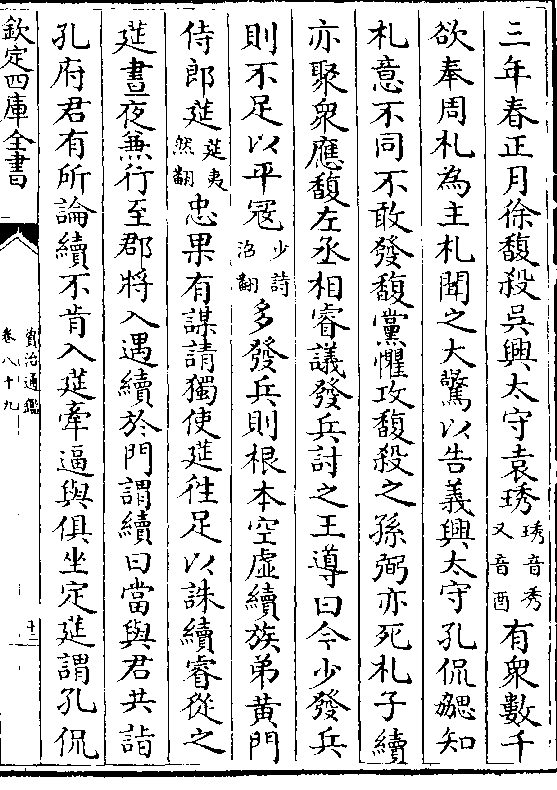 三年春正月徐馥殺吳興太守袁琇琇音秀又音酉有衆數千
欲奉周札為主札聞之大驚以告義興太守孔侃勰知
札意不同不敢發馥黨懼攻馥殺之孫弼亦死札子續
亦聚衆應馥左丞相睿議發兵討之王導曰今少發兵
則不足以平寇少詩沼翻多發兵則根本空虛續族弟黄門
侍郎莚莚夷然翻忠果有謀請獨使莚徃足以誅續睿從之
莚晝夜兼行至郡將入遇續於門謂續曰當與君共詣
孔府君有所論續不肯入莚牽逼與俱坐定莚謂孔侃
欽定四庫全書
資治通鑑
卷八十九
十三